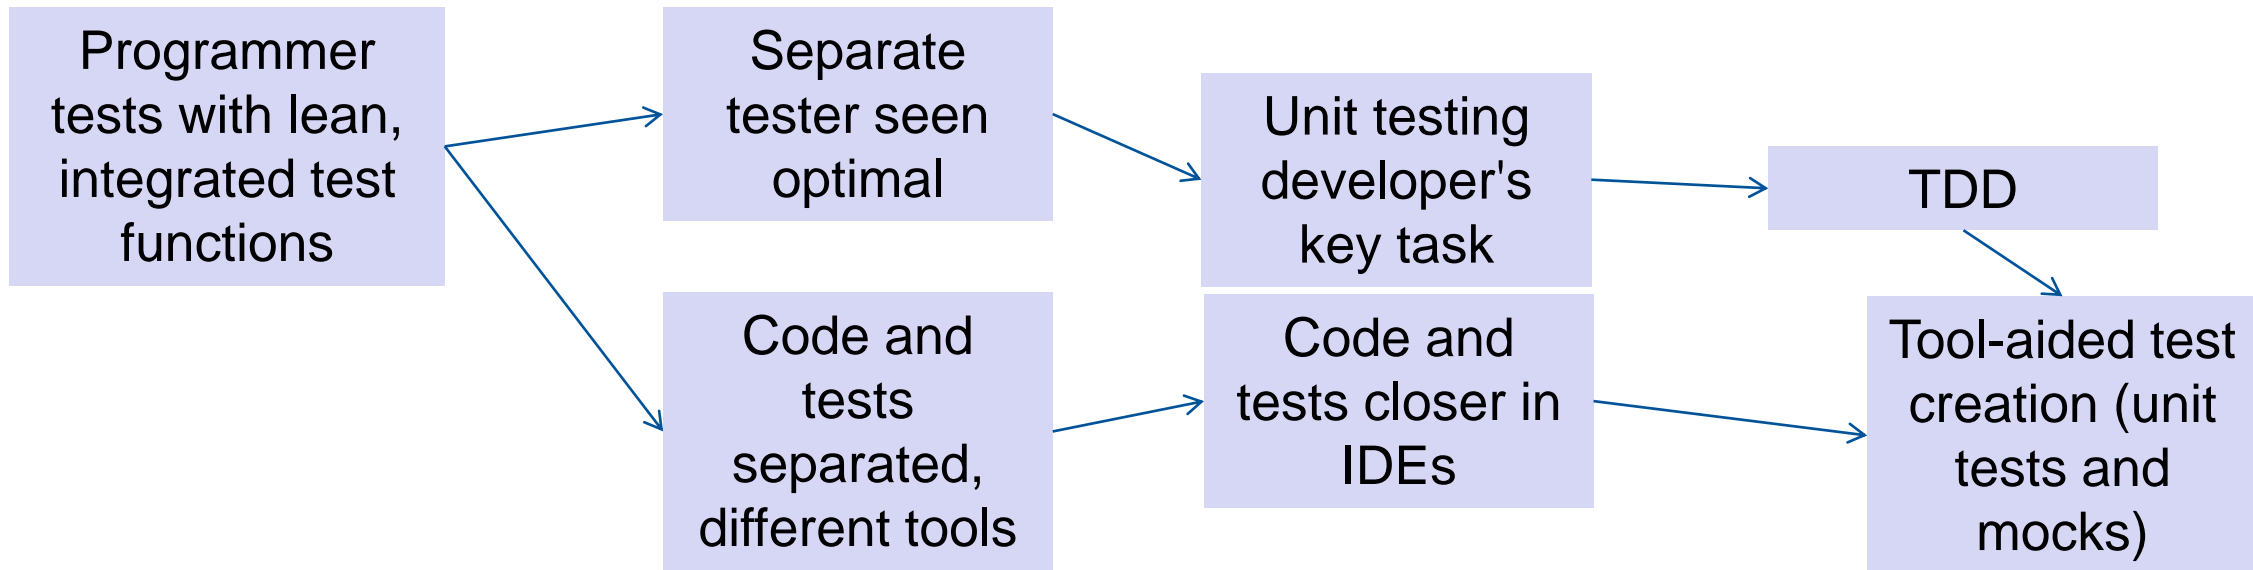 Programmer
tests with lean,
integrated test
functions
Separate
tester seen
optimal
Unit testing
developer's
key task
TDD
Code and
tests
separated,
different tools
Code and
tests closer in
IDEs
Tool-aided test
creation (unit
tests and
mocks)